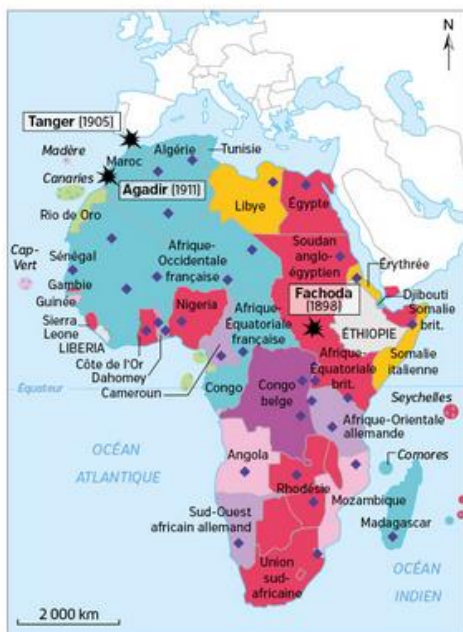 N
Tanger (1905)
Madère
Maroc
Algérie
Tunisie
Canaries
Agadir (1911)
Rio de Oro
Libye
Égypte
Cap-
Vert
Sénégal
Gambie
Guinée
Sierra
Leone
LIBERIA
Côte de l'Or
Dahomey
Cameroun
Afrique-
Occidentale
française
Nigeria
Soudan
anglo-
égyptien
Érythrée
Fachoda
(1898)
Djibouti
Somalie
brit.
ÉTHIOPIE
Afrique-
Équatoriale
française
Afrique-
Équatoriale
brit.
Somalie
italienne
Équateur
Congo
Congo
belge
Seychelles
Afrique-Orientale
allemande
OCÉAN
ATLANTIQUE
Angola
Comores
Rhodésie
Mozambique
Sud-Ouest
africain allemand
Madagascar
Union
sud-
africaine
OCÉAN
INDIEN
2 000 km